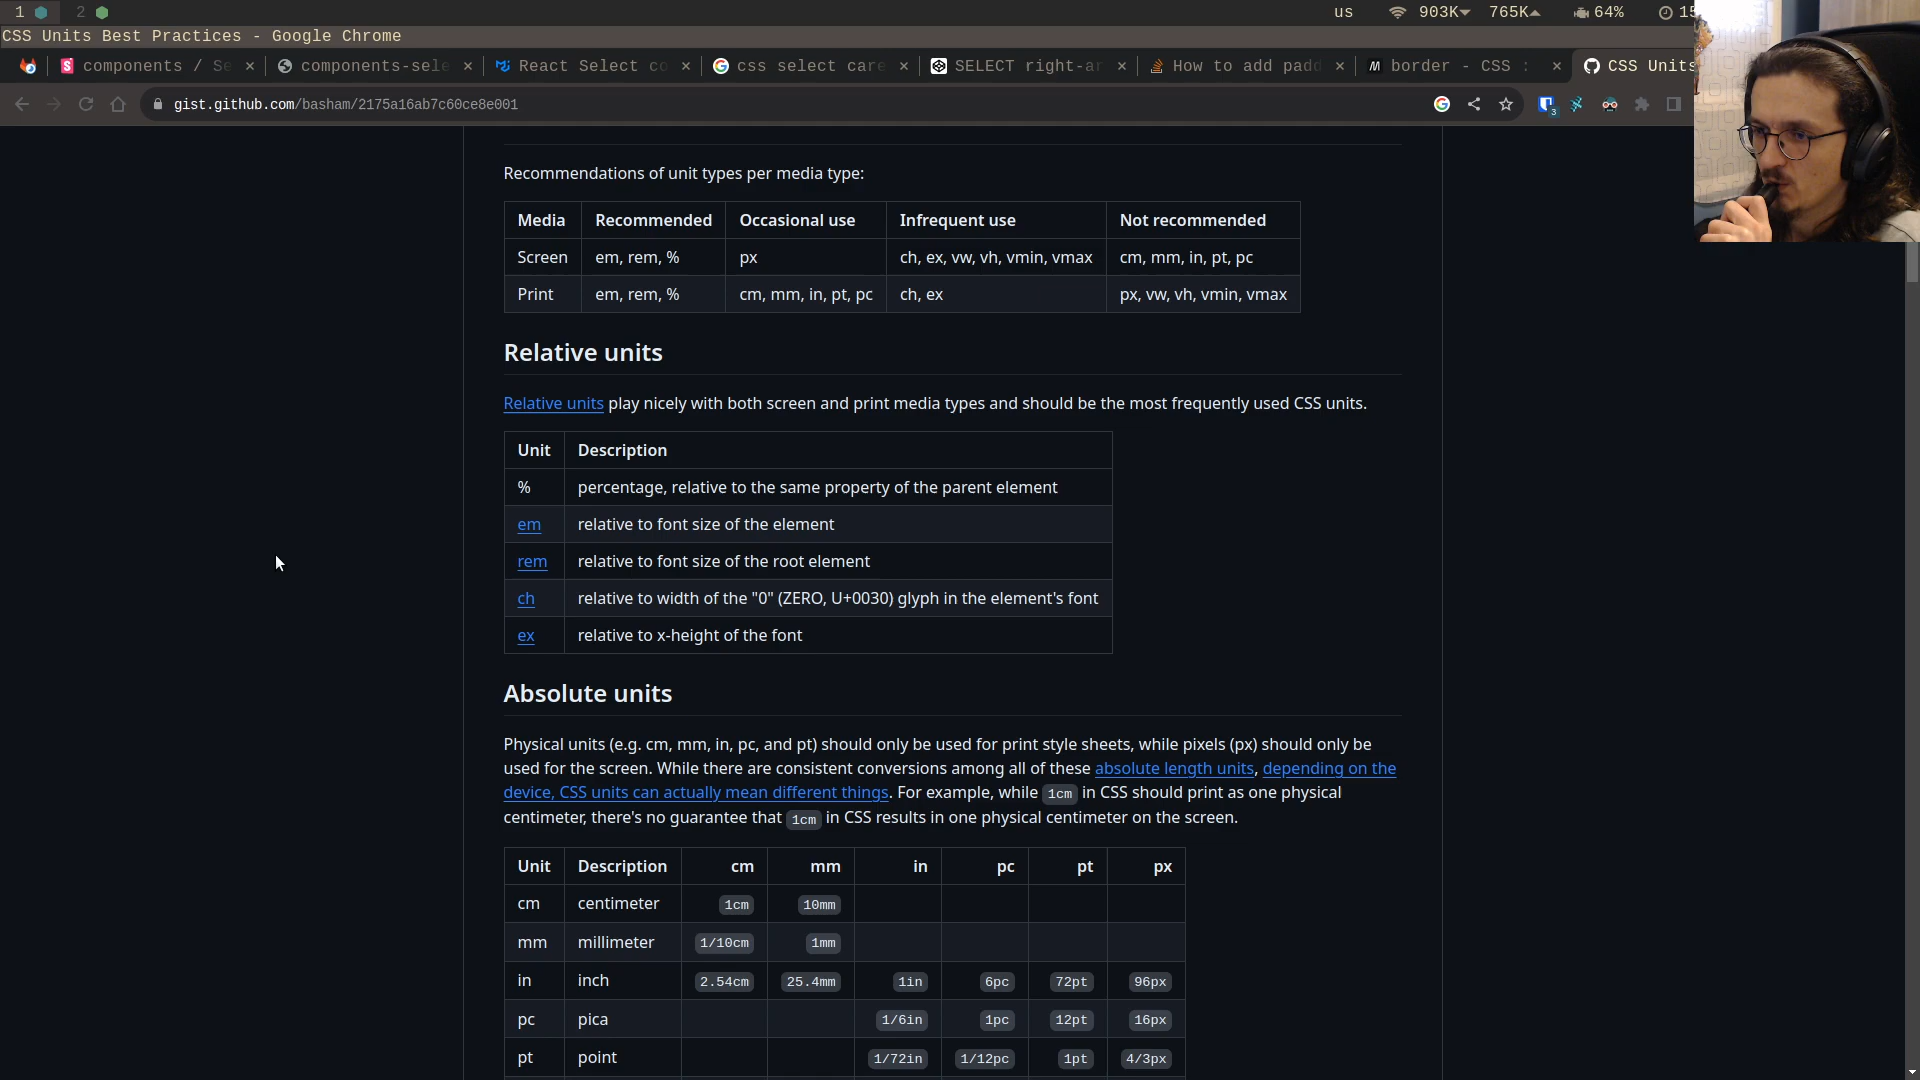 1 2 us 903K 765K 64% 15
CSS Units Best Practices - Google Chrome
components / Se components-sele React Select co css select care SELECT right-ar How to add padd border - CSS : CSS Units
gist.github.com/basham/2175a16ab7c60ce8e001 3
Recommendations of unit types per media type:
Media Recommended Occasional use Infrequent use Not recommended
Screen em, rem, % px ch, ex, vw, vh, vmin, vmax cm, mm, in, pt, pc
Print em, rem, % cm, mm, in, pt, pc ch, ex px, vw, vh, vmin, vmax
Relative units
Relative units play nicely with both screen and print media types and should be the most frequently used CSS units.
Unit Description
% percentage, relative to the same property of the parent element
em relative to font size of the element
rem relative to font size of the root element
ch relative to width of the "0" (ZERO, U+0030) glyph in the element's font
ex relative to x-height of the font
Absolute units
Physical units (e.g. cm, mm, in, pc, and pt) should only be used for print style sheets, while pixels (px) should only be
used for the screen. While there are consistent conversions among all of these absolute length units, depending on the
device, CSS units can actually mean different things. For example, while 1cm in CSS should print as one physical
centimeter, there's no guarantee that 1cm in CSS results in one physical centimeter on the screen.
Unit Description cm mm in pc pt px
cm centimeter 1cm 10mm
mm millimeter 1/10cm 1mm
in inch 2.54cm 25.4mm 1in 6pc 72pt 96px
pc pica 1/6in 1pc 12pt 16px
pt point 1/72in 1/12pc 1pt 4/3px